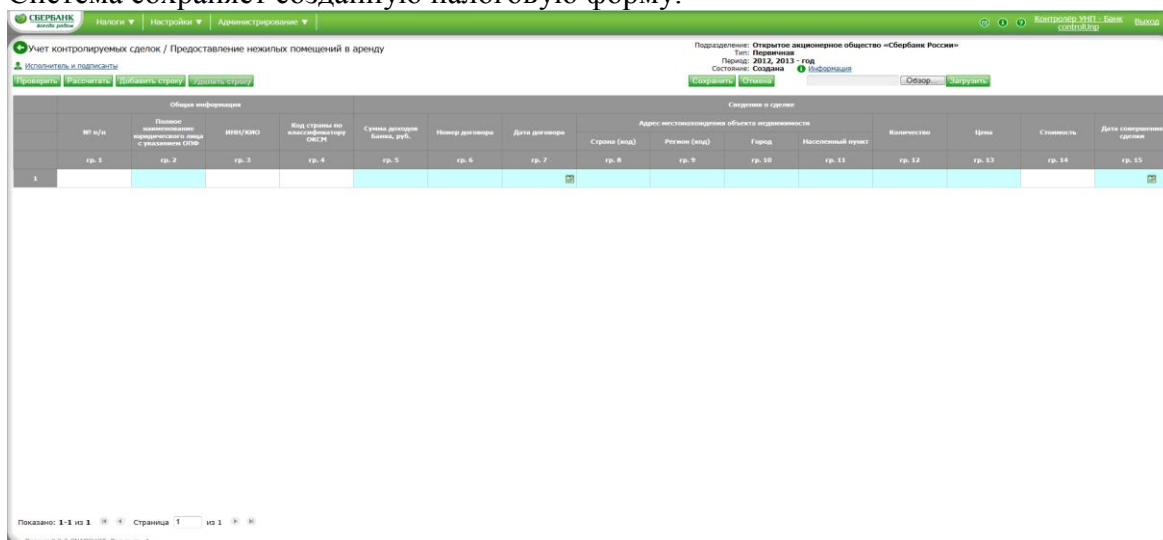 Система сохраняет созданную налоговую форму.
СБЕРБАНК Налоги ▼ Настройки ▼ Администрирование ▼ Контролёр УНП - Банк Выход
Всегда рядом controlUnp
Учет контролируемых сделок / Предоставление нежилых помещений в аренду
Подразделение: Открытое акционерное общество «Сбербанк России»
Тип: Первичная
Период: 2012, 2013 - год
Исполнитель и подписанты Состояние: Создана Информация
Проверить Рассчитать Добавить строку Удалить строку Сохранить Отмена Обзор... Загрузить
Общая информация Сведения о сделке
№ п/п
Полное наименование юридического лица с указанием ОПФ
ИНН/КИО
Код страны по классификатору ОКСМ
Сумма доходов Банка, руб.
Номер договора
Дата договора
Адрес местонахождения объекта недвижимости
Страна (код) Регион (код) Город Населенный пункт
Количество
Цена
Стоимость
Дата совершения сделки
гр. 1 гр. 2 гр. 3 гр. 4 гр. 5 гр. 6 гр. 7 гр. 8 гр. 9 гр. 10 гр. 11 гр. 12 гр. 13 гр. 14 гр. 15
1
Показано: 1-1 из 1 Страница 1 из 1